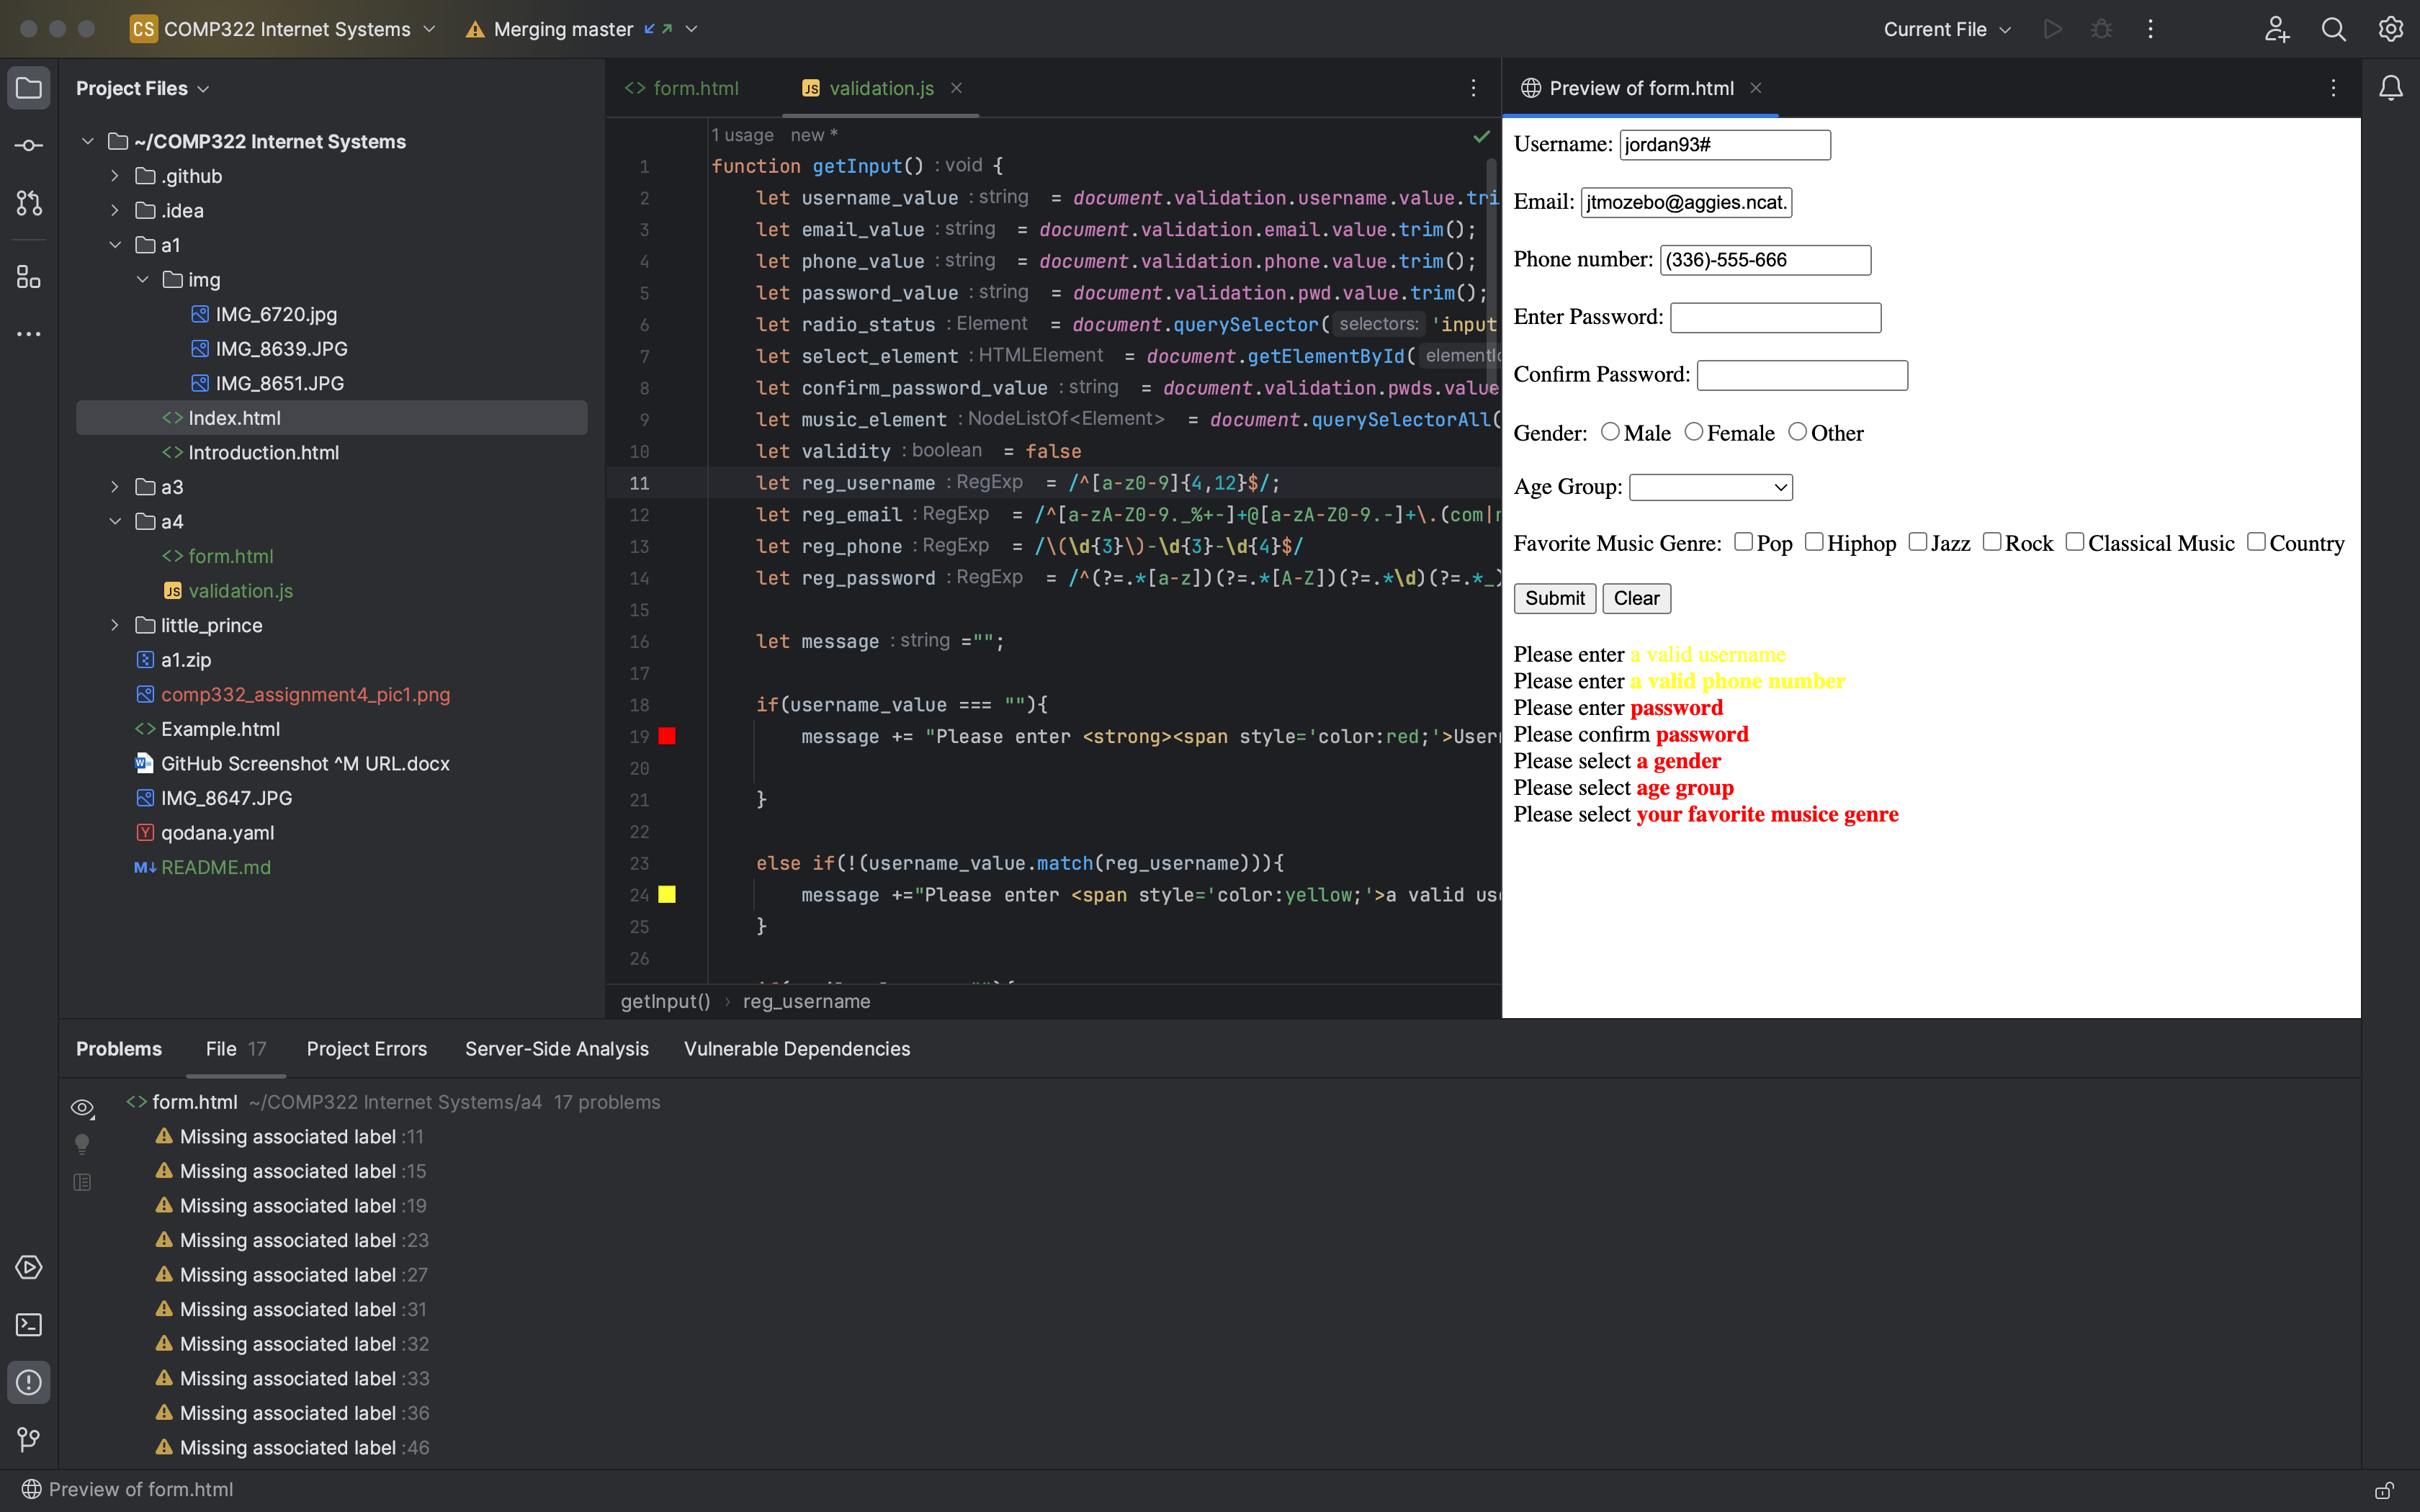 CS COMP322 Internet Systems Merging master Current File
Project Files
~/COMP322 Internet Systems
.github
.idea
a1
img
IMG_6720.jpg
IMG_8639.JPG
IMG_8651.JPG
Index.html
Introduction.html
a3
a4
form.html
JS validation.js
little_prince
a1.zip
comp332_assignment4_pic1.png
Example.html
GitHub Screenshot ^M URL.docx
IMG_8647.JPG
qodana.yaml
M↓ README.md
<> form.html JS validation.js
1 usage new *
1 function getInput() : void {
2 let username_value : string = document.validation.username.value.tri
3 let email_value : string = document.validation.email.value.trim();
4 let phone_value : string = document.validation.phone.value.trim();
5 let password_value : string = document.validation.pwd.value.trim();
6 let radio_status : Element = document.querySelector( selectors: 'input
7 let select_element : HTMLElement = document.getElementById(
8 let confirm_password_value : string = document.validation.pwds.value
9 let music_element : NodeListOf<Element> = document.querySelectorAll(
10 let validity : boolean = false
11 let reg_username : RegExp = /^[a-z0-9]{4,12}$/;
12 let reg_email : RegExp = /^[a-zA-Z0-9._%+-]+@[a-zA-Z0-9.-]+\.(com|
13 let reg_phone : RegExp = /\(\d{3}\)-\d{3}-\d{4}$/
14 let reg_password : RegExp = /^(?=.*[a-z])(?=.*[A-Z])(?=.*\d)(?=.*_)
15
16 let message : string ="";
17
18 if(username_value === ""){
19 message += "Please enter <strong><span style='color:red;'>User
20
21 }
22
23 else if(!(username_value.match(reg_username))){
24 message +="Please enter <span style='color:yellow;'>a valid us
25 }
26
getInput() › reg_username
Preview of form.html
Username: jordan93#
Email: jtmozebo@aggies.ncat.
Phone number: (336)-555-666
Enter Password:
Confirm Password:
Gender: Male Female Other
Age Group:
Favorite Music Genre: Pop Hiphop Jazz Rock Classical Music Country
Submit Clear
Please enter a valid username
Please enter a valid phone number
Please enter password
Please confirm password
Please select a gender
Please select age group
Please select your favorite musice genre
Problems File 17 Project Errors Server-Side Analysis Vulnerable Dependencies
<> form.html ~/COMP322 Internet Systems/a4 17 problems
Missing associated label :11
Missing associated label :15
Missing associated label :19
Missing associated label :23
Missing associated label :27
Missing associated label :31
Missing associated label :32
Missing associated label :33
Missing associated label :36
Missing associated label :46
Preview of form.html